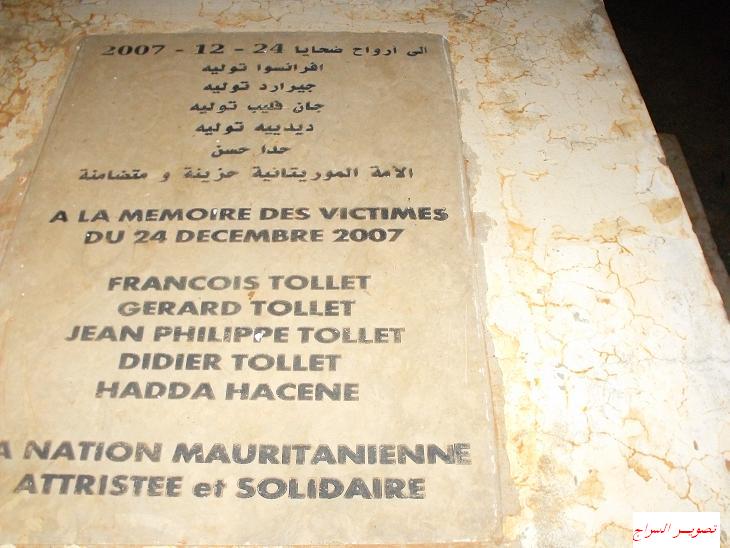 الى ارواح ضحايا 24 - 12 - 2007
افرانسوا توليه
جيرارد توليه
جان فليب توليه
ديدييه توليه
حدا حسن
الأمة الموريتانية حزينة و متضامنة
A LA MEMOIRE DES VICTIMES
DU 24 DECEMBRE 2007
FRANCOIS TOLLET
GERARD TOLLET
JEAN PHILIPPE TOLLET
DIDIER TOLLET
HADDA HACENE
A NATION MAURITANIENNE
ATTRISTEE et SOLIDAIRE
تصوير السراج